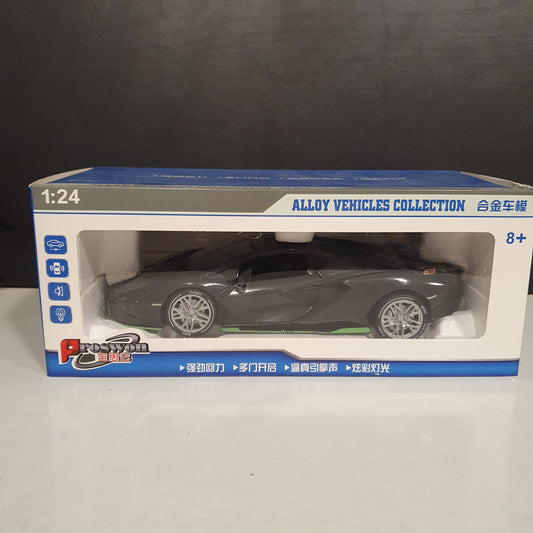 1:24
ALLOY VEHICLES COLLECTION 合金车模
8+
Proswon
强劲回力 多门开启 逼真引擎声 炫彩灯光
63